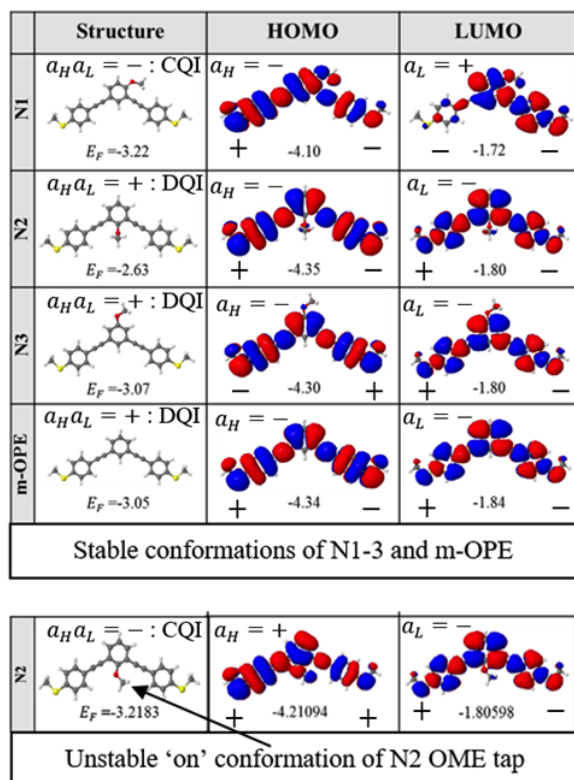 Structure HOMO LUMO
N1
a_H a_L = − : CQI a_H = − a_L = +
E_F =-3.22 + -4.10 − − -1.72 −
N2
a_H a_L = + : DQI a_H = − a_L = −
E_F =-2.63 + -4.35 − + -1.80 −
N3
a_H a_L = + : DQI a_H = − a_L = −
E_F =-3.07 − -4.30 + + -1.80 −
m-OPE
a_H a_L = + : DQI a_H = − a_L = −
E_F =-3.05 + -4.34 − + -1.84 −
Stable conformations of N1-3 and m-OPE
N2
a_H a_L = − : CQI a_H = + a_L = −
E_F =-3.2183 + -4.21094 + + -1.80598 −
Unstable ‘on’ conformation of N2 OME tap